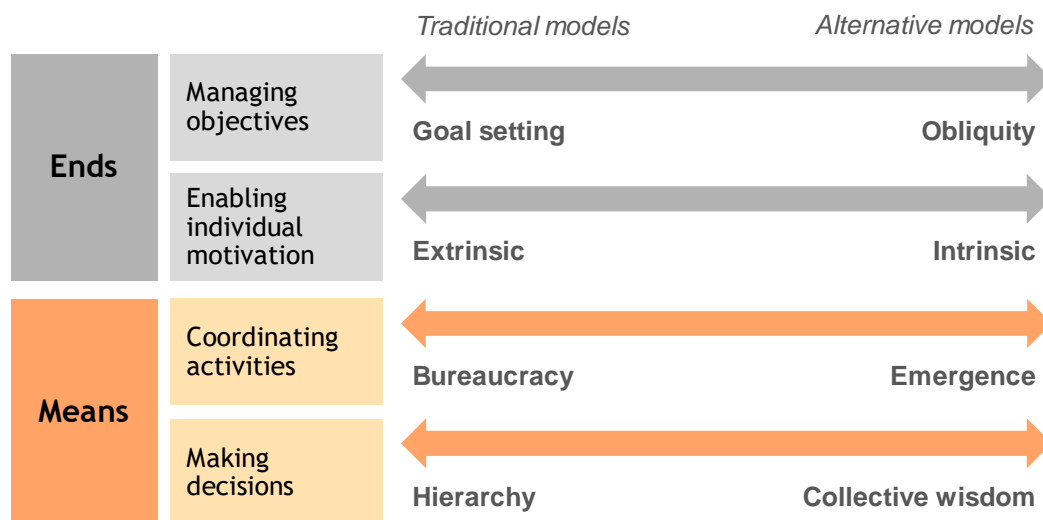 Traditional models
Alternative models
Ends
Managing
objectives
Goal setting
Obliquity
Enabling
individual
motivation
Extrinsic
Intrinsic
Means
Coordinating
activities
Bureaucracy
Emergence
Making
decisions
Hierarchy
Collective wisdom